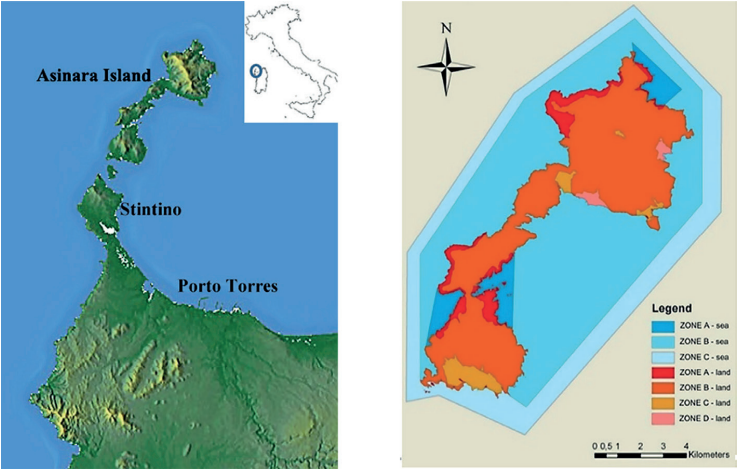 Asinara Island
Stintino
Porto Torres
N
Legend
ZONE A - sea
ZONE B - sea
ZONE C - sea
ZONE A - land
ZONE B - land
ZONE C - land
ZONE D - land
0 0,5 1 2 3 4
Kilometers